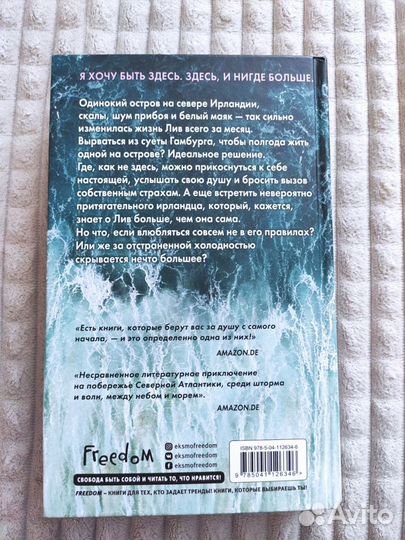 Я ХОЧУ БЫТЬ ЗДЕСЬ. ЗДЕСЬ, И НИГДЕ БОЛЬШЕ.
Одинокий остров на севере Ирландии,
скалы, шум прибоя и белый маяк — так сильно
изменилась жизнь Лив всего за месяц.
Вырваться из суеты Гамбурга, чтобы полгода жить
одной на острове? Идеальное решение.
Где, как не здесь, можно прикоснуться к себе
настоящей, услышать свою душу и бросить вызов
собственным страхам. А еще встретить невероятно
притягательного ирландца, который, кажется,
знает о Лив больше, чем она сама.
Но что, если влюбляться совсем не в его правилах?
Или же за отстраненной холодностью
скрывается нечто большее?
«Есть книги, которые берут вас за душу с самого
начала, — и это определенно одна из них!»
AMAZON.DE
«Несравненное литературное приключение
на побережье Северной Атлантики, среди шторма
и волн, между небом и морем».
AMAZON.DE
Freedom
eksmofreedom
eksmofreedom
eksmofreedom
СВОБОДА БЫТЬ СОБОЙ И ЧИТАТЬ ТО, ЧТО НРАВИТСЯ!
FREEDOM – КНИГИ ДЛЯ ТЕХ, КТО ЗАДАЕТ ТРЕНДЫ! КНИГИ, КОТОРЫЕ ВЫБИРАЕШЬ ТЫ!
ISBN 978-5-04-112634-6
9 785041 126346 >
Avito